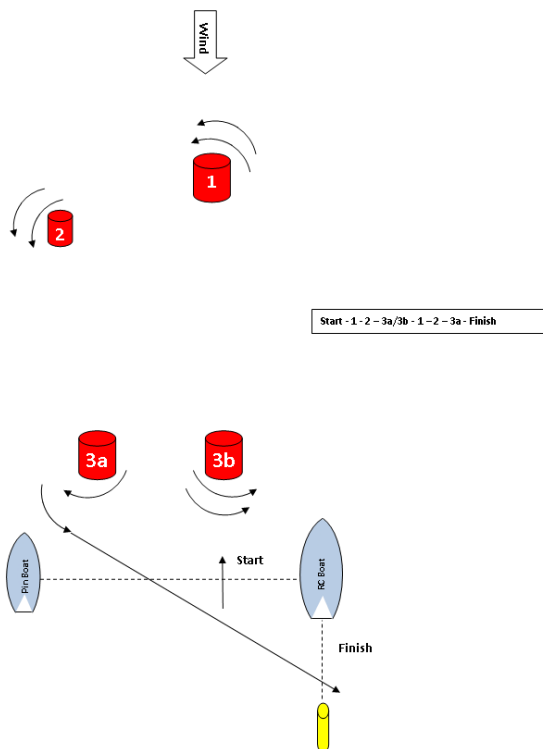 Wind
1
2
Start - 1 - 2 – 3a/3b - 1 – 2 – 3a - Finish
3a
3b
Start
Pin Boat
RC Boat
Finish